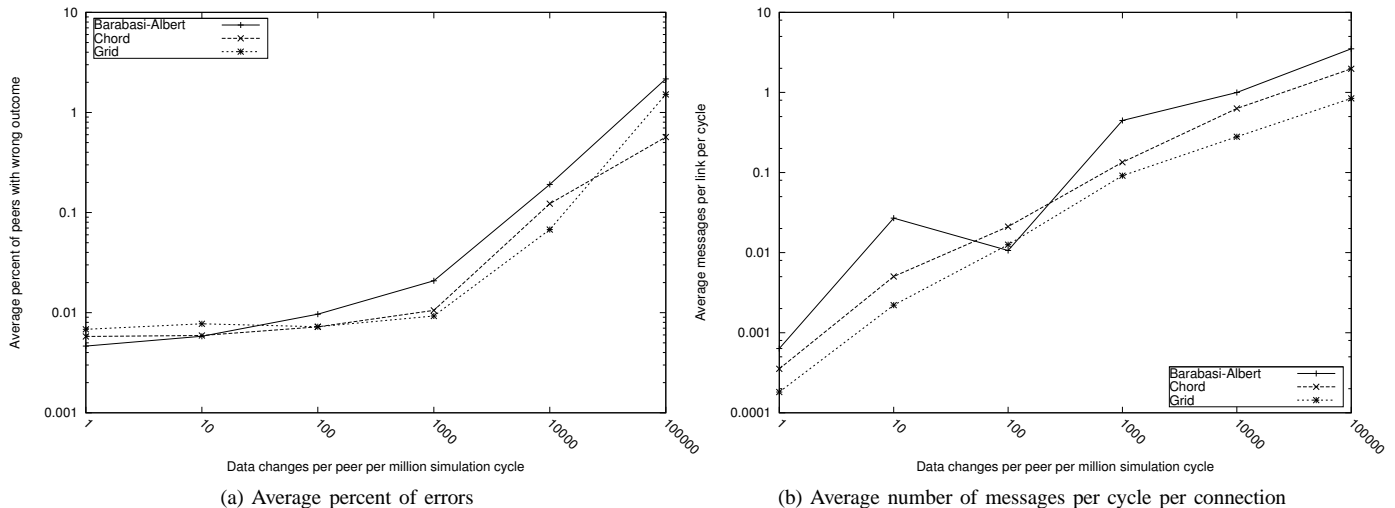 10
1
0.1
0.01
0.001
Average percent of peers with wrong outcome
Barabasi-Albert
Chord
Grid
1
10
100
1000
10000
100000
Data changes per peer per million simulation cycle
(a) Average percent of errors
10
1
0.1
0.01
0.001
0.0001
Average messages per link per cycle
Barabasi-Albert
Chord
Grid
1
10
100
1000
10000
100000
Data changes per peer per million simulation cycle
(b) Average number of messages per cycle per connection